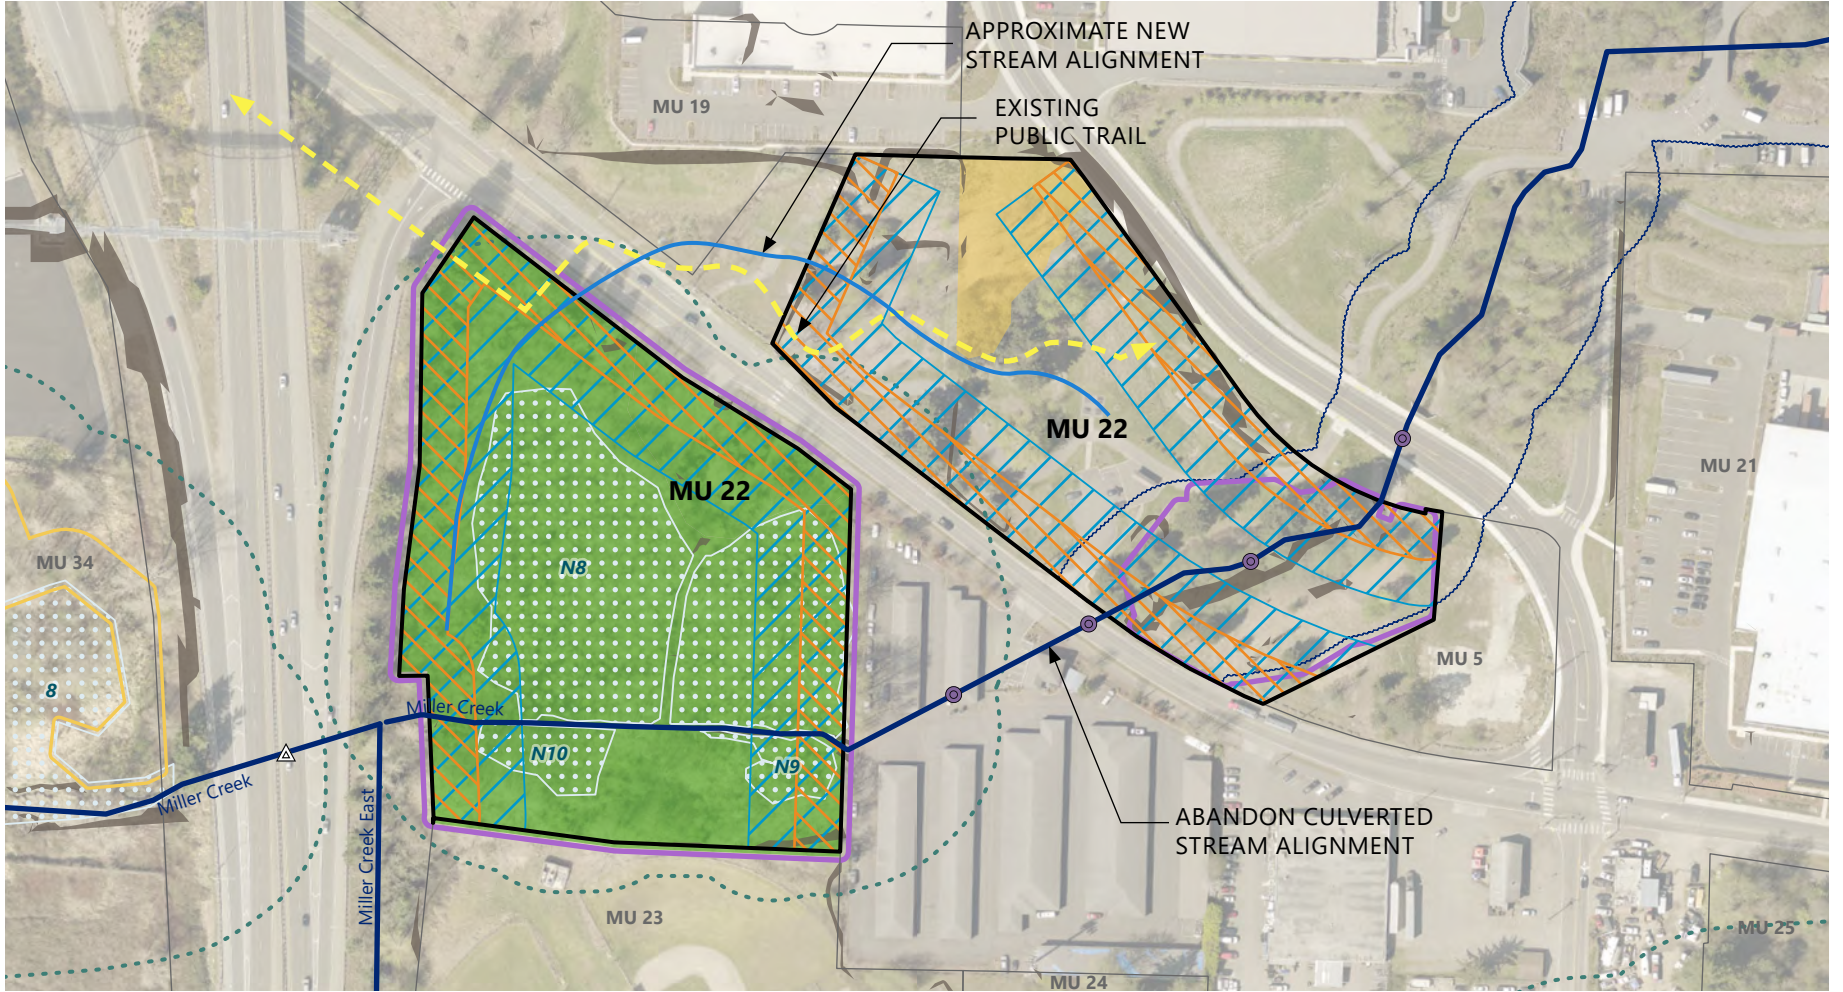 APPROXIMATE NEW
STREAM ALIGNMENT
MU 19
EXISTING
PUBLIC TRAIL
MU 22
MU 21
MU 22
N8
MU 34
8
MU 5
Miller Creek
N10
N9
Miller Creek
Miller Creek East
ABANDON CULVERTED
STREAM ALIGNMENT
MU 23
MU 25
MU 24